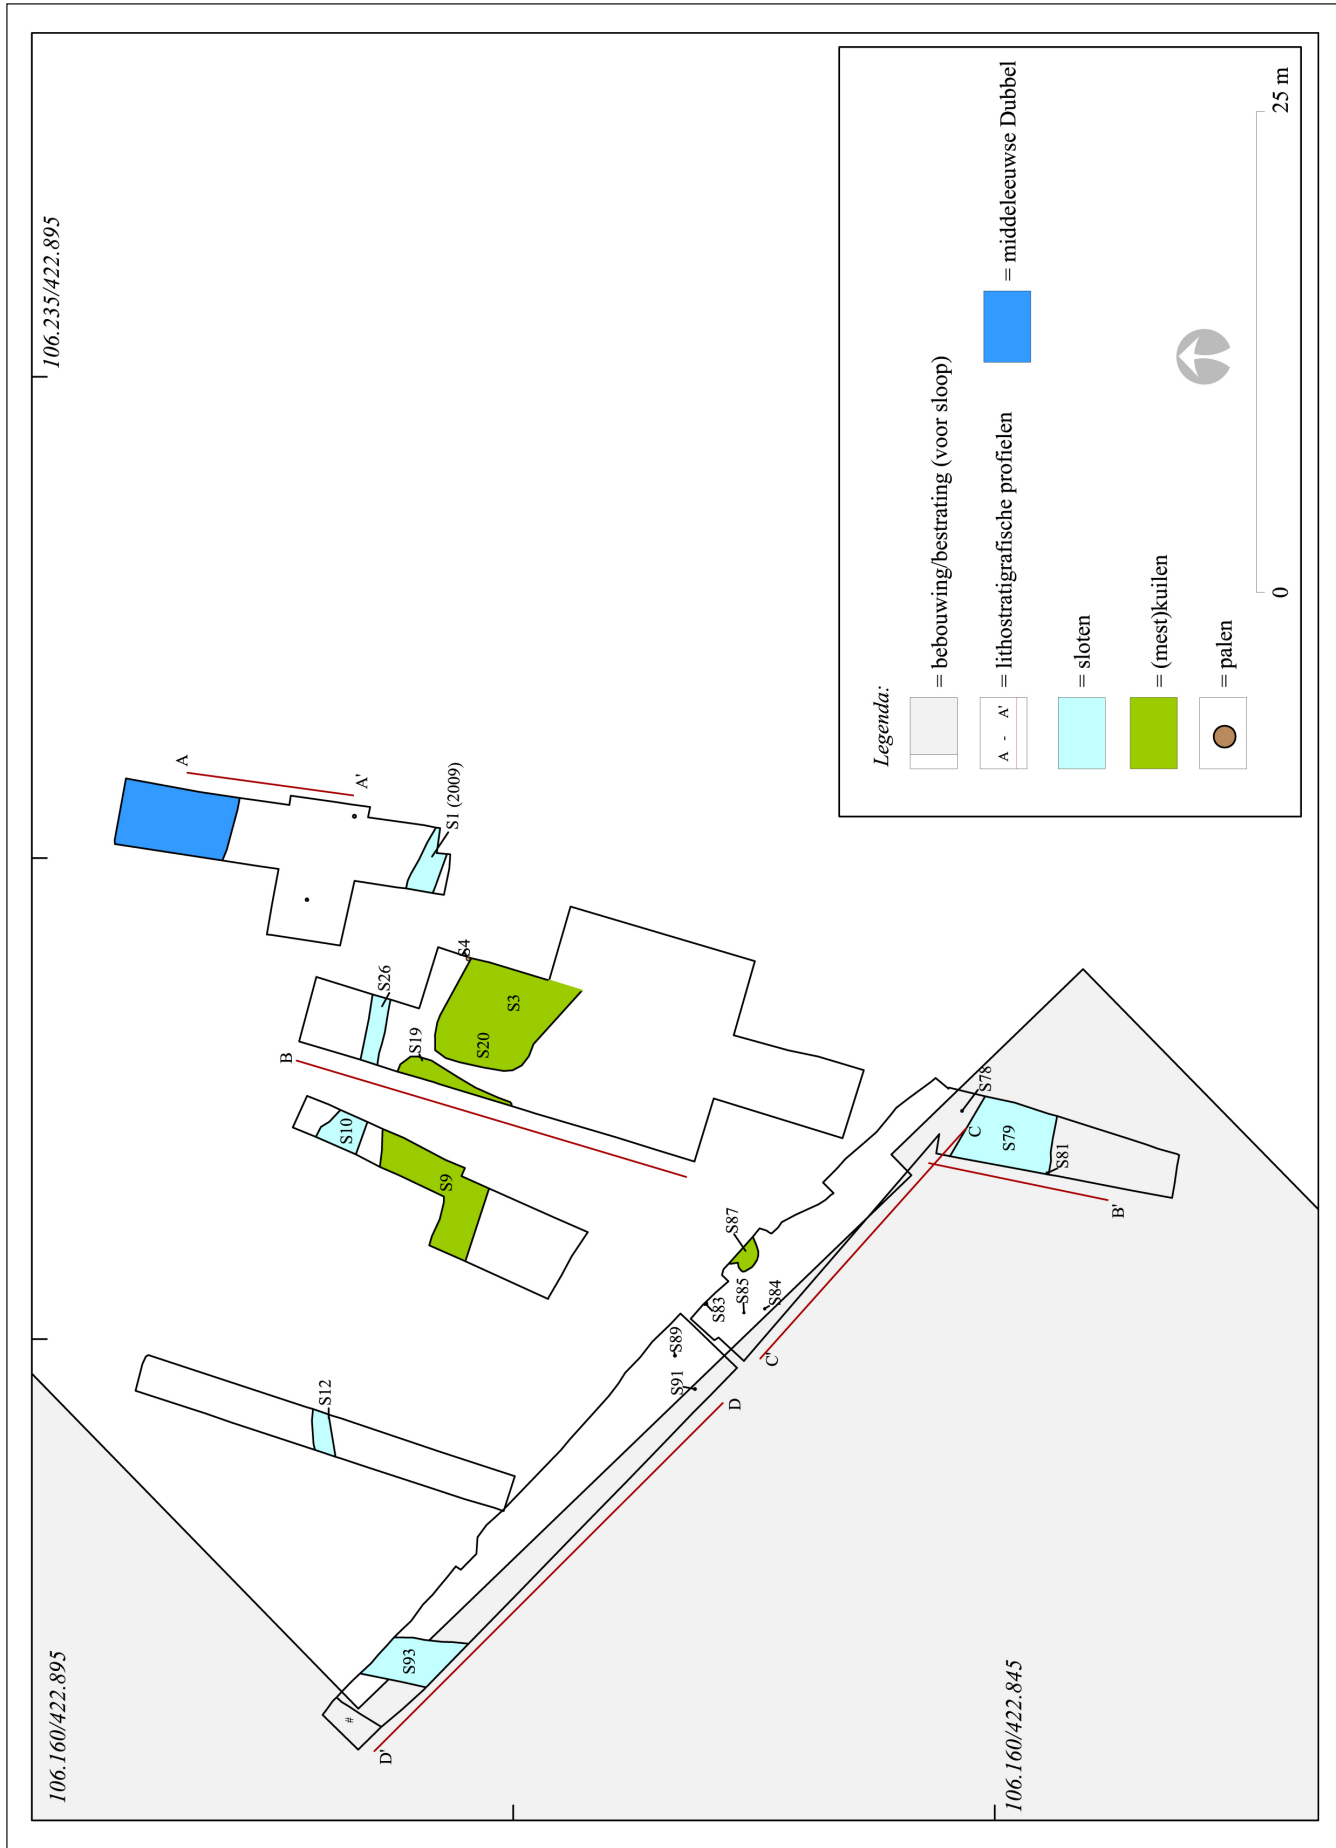 106.160/422.895
106.235/422.895
A
A'
S1 (2009)
S4
S26
S3
S20
S19
B
S10
S9
S12
S78
C
S79
S81
B'
S87
S85
S84
S83
S89
C'
S91
D
S93
#
D'
106.160/422.845
Legenda:
= bebouwing/bestrating (voor sloop)
A - A'
= lithostratigrafische profielen
= middeleeuwse Dubbel
= sloten
= (mest)kuilen
= palen
0
25 m